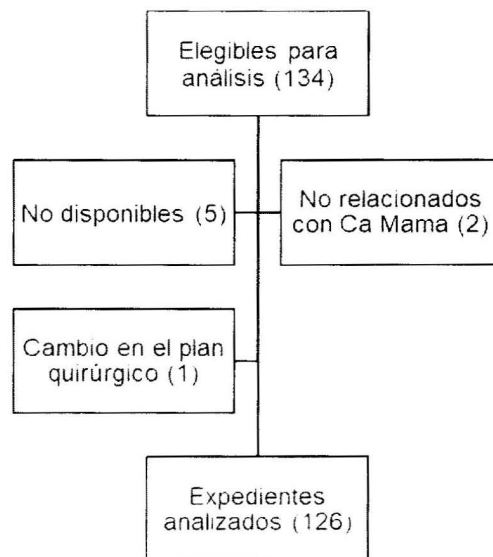 Elegibles para
análisis (134)
No disponibles (5)
No relacionados
con Ca Mama (2)
Cambio en el plan
quirúrgico (1)
Expedientes
analizados (126)